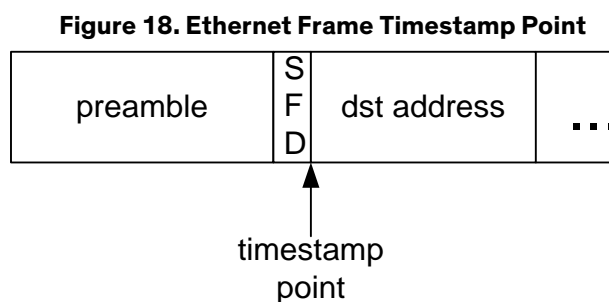 Figure 18. Ethernet Frame Timestamp Point
preamble
S
F
D
dst address
...
timestamp
point